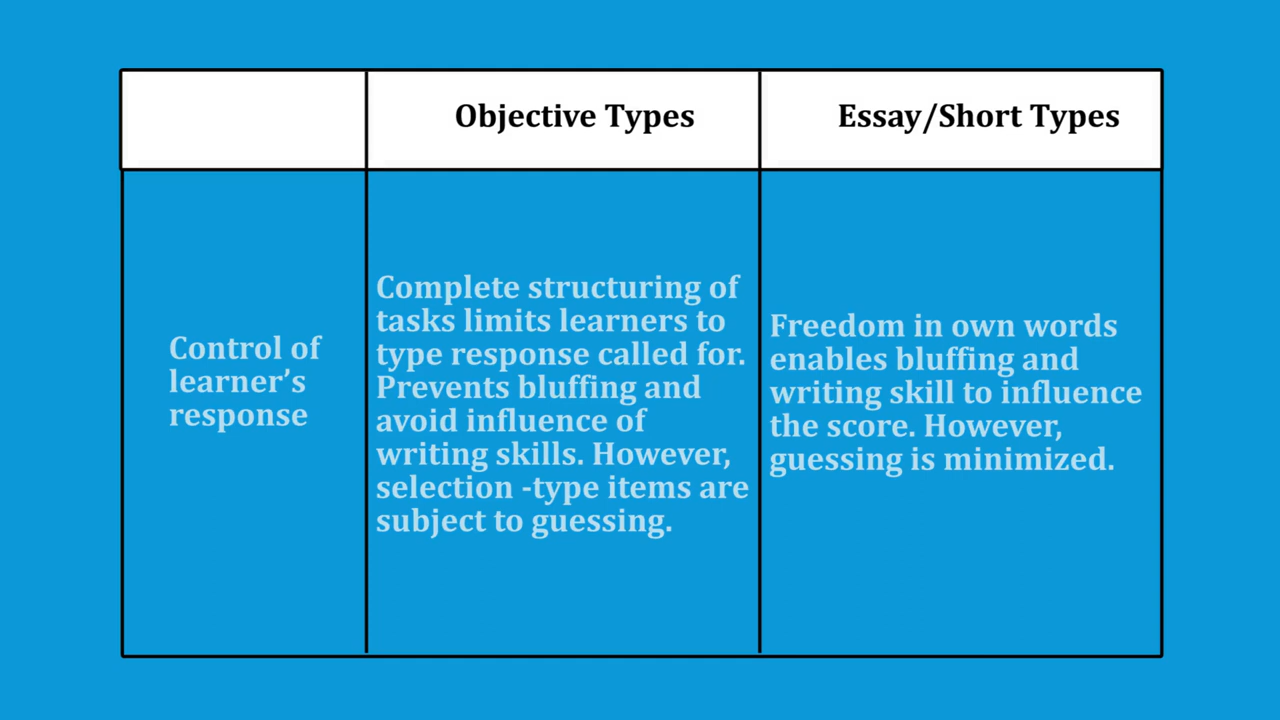 Objective Types
Essay/Short Types
Control of
learner’s
response
Complete structuring of
tasks limits learners to
type response called for.
Prevents bluffing and
avoid influence of
writing skills. However,
selection -type items are
subject to guessing.
Freedom in own words
enables bluffing and
writing skill to influence
the score. However,
guessing is minimized.